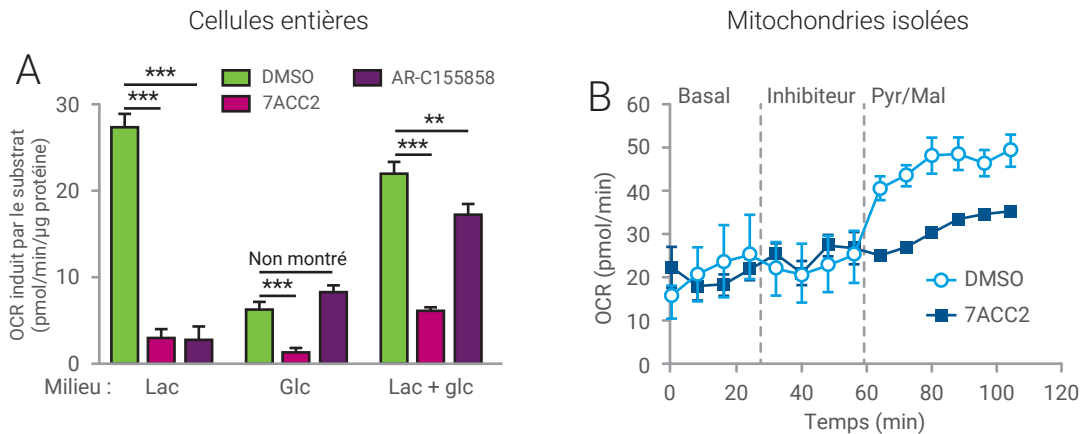 Cellules entières
Mitochondries isolées
A
DMSO
7ACC2
AR-C155858
OCR induit par le substrat
(pmol/min/µg protéine)
30
20
10
0
***
***
Non montré
***
**
***
Milieu :
Lac
Glc
Lac + glc
B
Basal
Inhibiteur
Pyr/Mal
OCR (pmol/min)
60
50
40
30
20
10
0
DMSO
7ACC2
0
20
40
60
80
100
120
Temps (min)